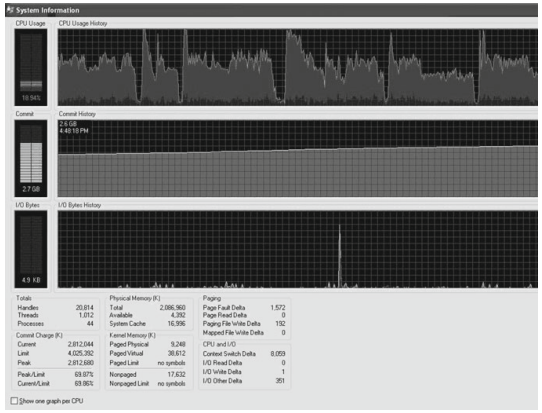 System Information
CPU Usage
CPU Usage History
18.94%
Commit
Commit History
2.6 GB
4:48:18 PM
2.7 GB
I/O Bytes
I/O Bytes History
4.9 KB
Totals
Handles 20,814
Threads 1,012
Processes 44
Commit Charge (K)
Current 2,812,044
Limit 4,025,392
Peak 2,812,680
Peak/Limit 69.87%
Current/Limit 69.86%
Physical Memory (K)
Total 2,086,960
Available 4,392
System Cache 16,996
Kernel Memory (K)
Paged Physical 9,248
Paged Virtual 38,612
Paged Limit no symbols
Nonpaged 17,632
Nonpaged Limit no symbols
Paging
Page Fault Delta 1,572
Page Read Delta 0
Paging File Write Delta 192
Mapped File Write Delta 0
CPU and I/O
Context Switch Delta 8,059
I/O Read Delta 0
I/O Write Delta 1
I/O Other Delta 351
Show one graph per CPU